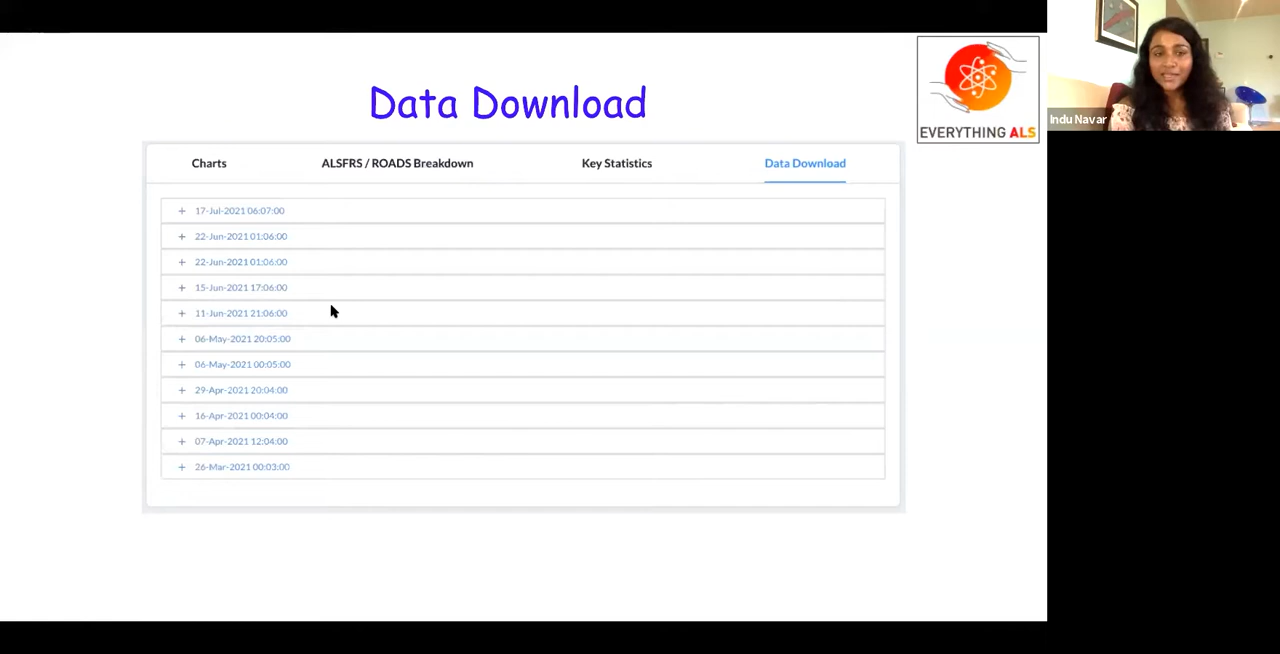 Data Download
EVERYTHING ALS
Indu Navar
Charts
ALSFRS / ROADS Breakdown
Key Statistics
Data Download
+ 17-Jul-2021 06:07:00
+ 22-Jun-2021 01:06:00
+ 22-Jun-2021 01:06:00
+ 15-Jun-2021 17:06:00
+ 11-Jun-2021 21:06:00
+ 06-May-2021 20:05:00
+ 06-May-2021 00:05:00
+ 29-Apr-2021 20:04:00
+ 16-Apr-2021 00:04:00
+ 07-Apr-2021 12:04:00
+ 26-Mar-2021 00:03:00